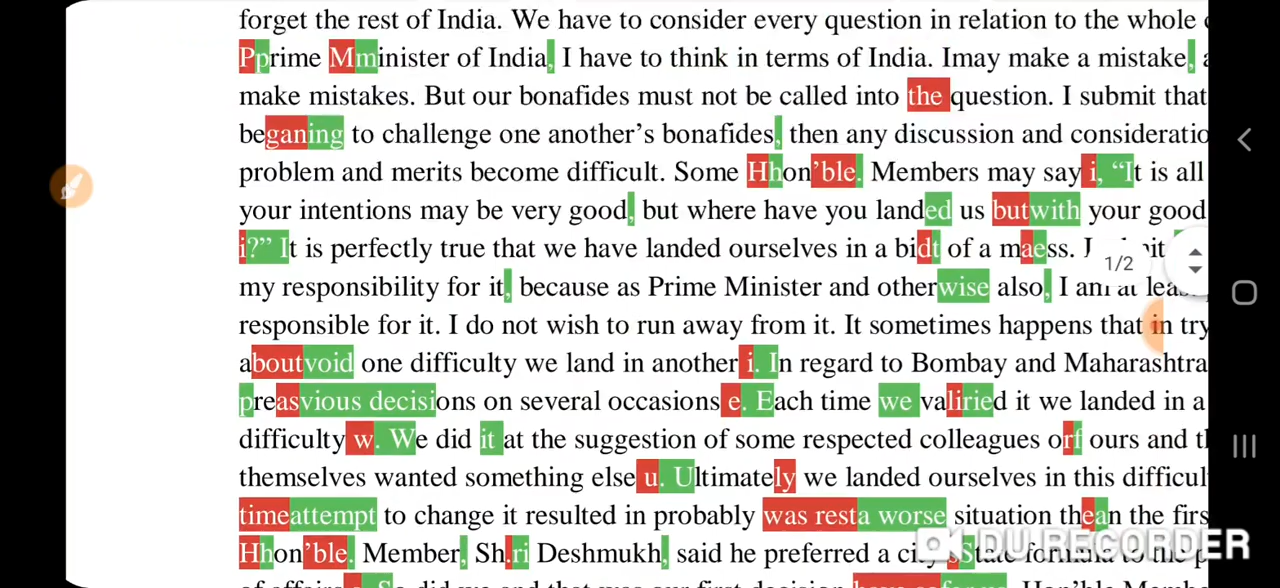 forget the rest of India. We have to consider every question in relation to the whole
Pprime Mminister of India, I have to think in terms of India. Imay make a mistake,
make mistakes. But our bonafides must not be called into the question. I submit that
beganing to challenge one another's bonafides, then any discussion and consideratio
problem and merits become difficult. Some Hhon'ble. Members may say i, “It is all
your intentions may be very good, but where have you landed us butwith your good
i?” It is perfectly true that we have landed ourselves in a bidt of a maess.
1/2
my responsibility for it, because as Prime Minister and otherwise also, I am at leas
responsible for it. I do not wish to run away from it. It sometimes happens that in try
aboutvoid one difficulty we land in another i. In regard to Bombay and Maharashtra
preasvious decisions on several occasions e. Each time we valiried it we landed in a
difficulty w. We did it at the suggestion of some respected colleagues orf ours and t
themselves wanted something else u. Ultimately we landed ourselves in this difficul
timeattempt to change it resulted in probably was resta worse situation thean the firs
Hhon'ble. Member, Sh.ri Deshmukh, said he preferred a city sState formula to the
DU RECORDER